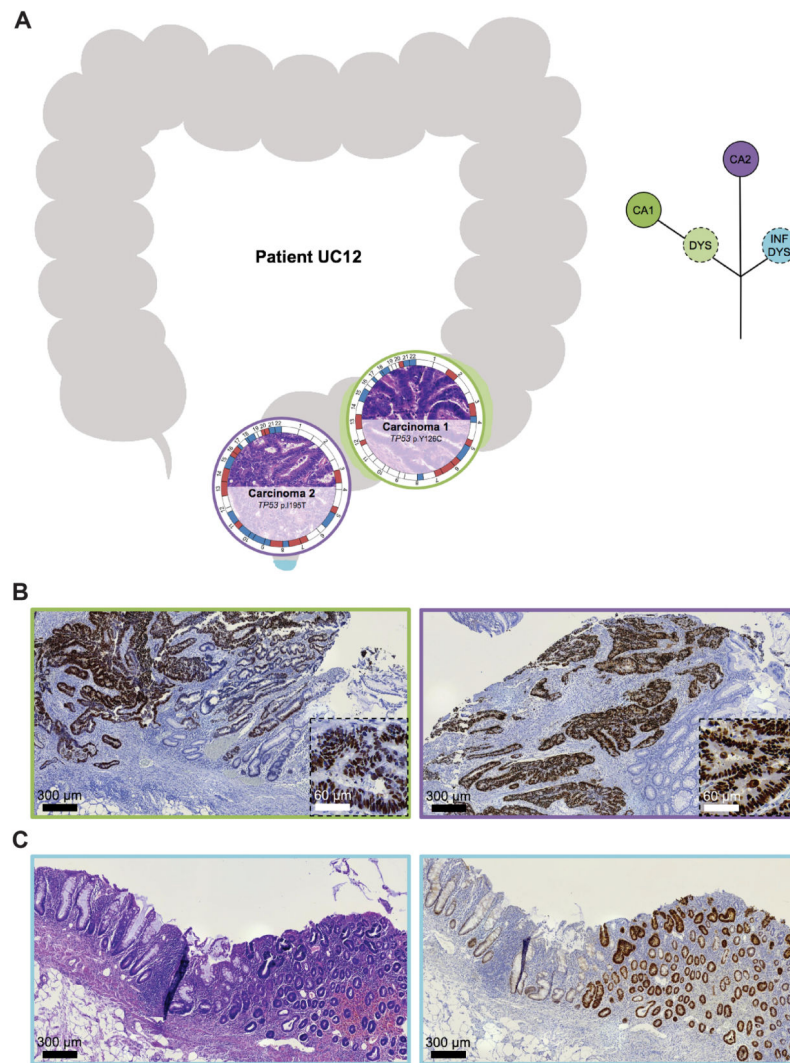 A
Patient UC12
CA2
CA1
DYS
INF
DYS
Carcinoma 1
TP53 p.Y126C
Carcinoma 2
TP53 p.I195T
B
300 µm
60 µm
300 µm
60 µm
C
300 µm
300 µm